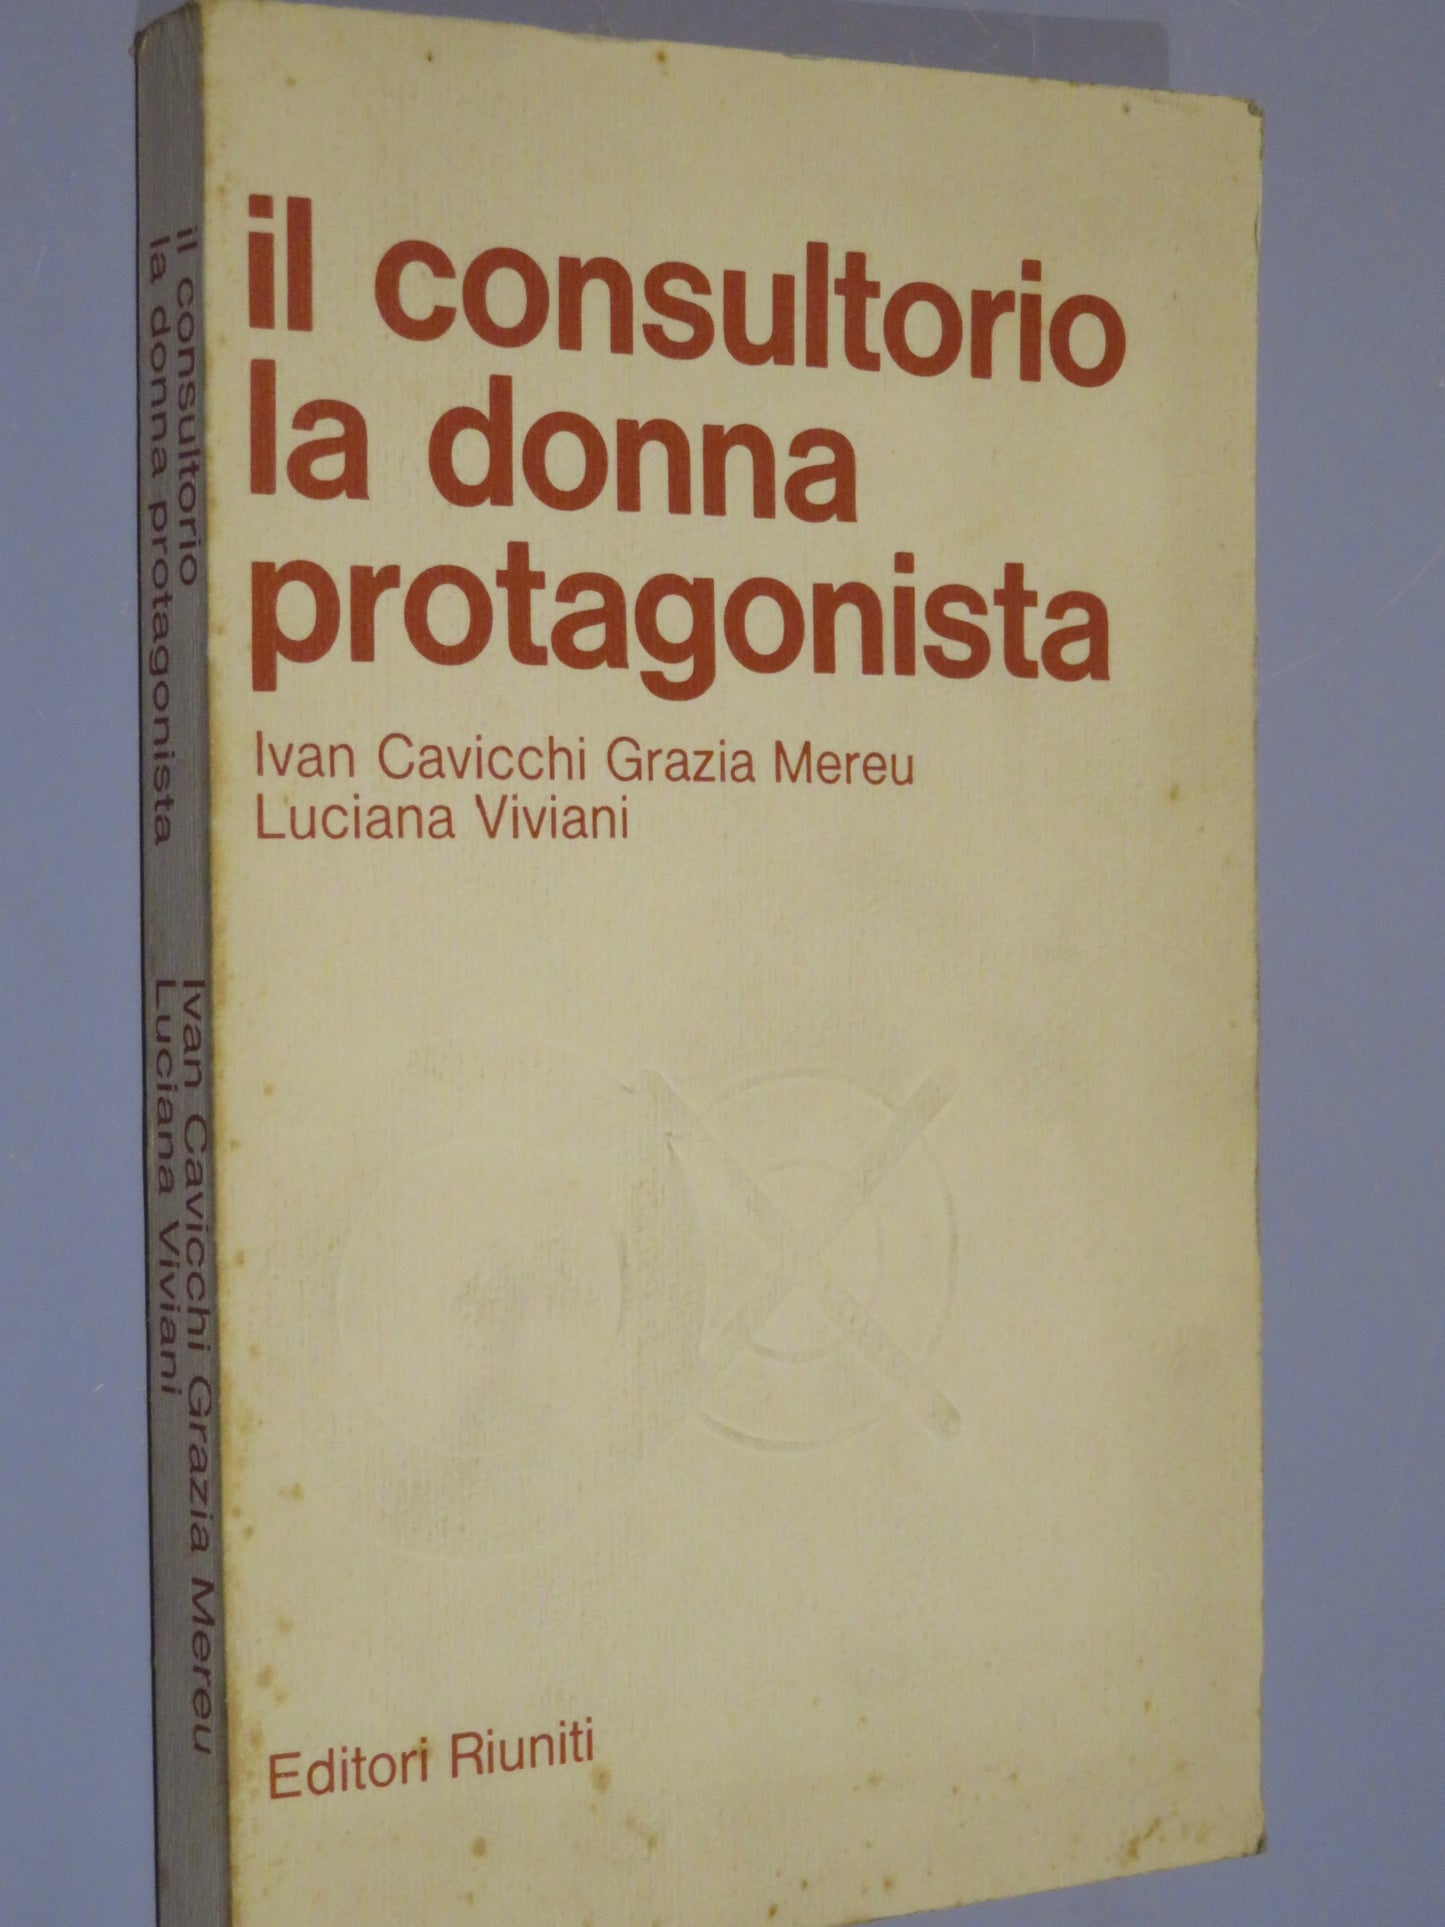 il consultorio
la donna
protagonista
Ivan Cavicchi Grazia Mereu
Luciana Viviani
Editori Riuniti
il consultorio
la donna protagonista
Ivan Cavicchi Grazia Mereu
Luciana Viviani